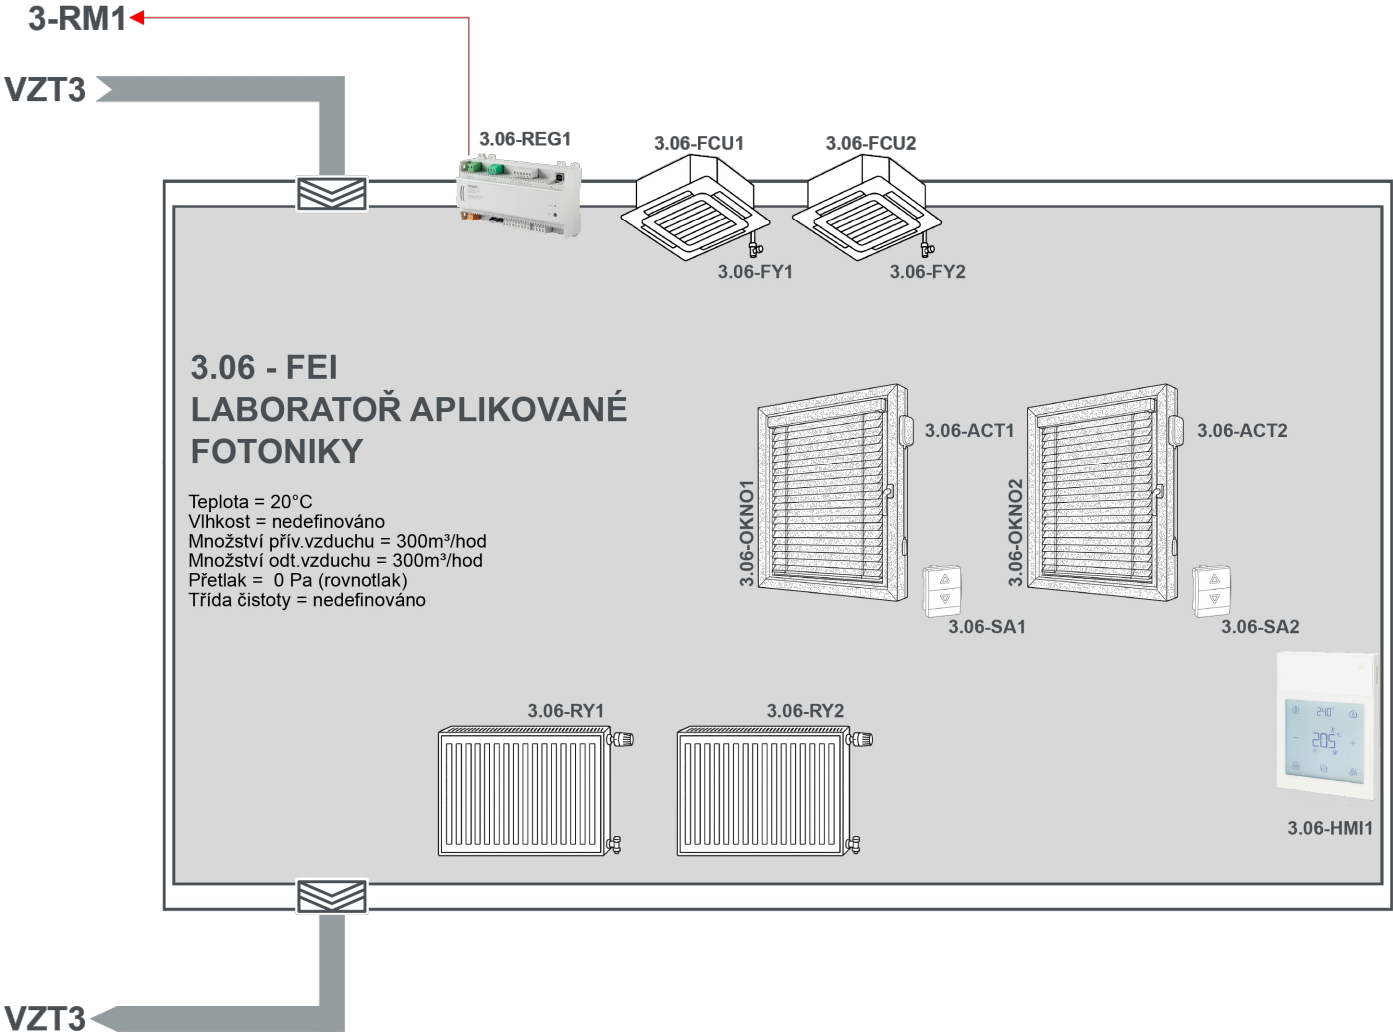 3-RM1
VZT3
3.06-REG1
3.06-FCU1
3.06-FCU2
3.06-FY1
3.06-FY2
3.06 - FEI
LABORATOŘ APLIKOVANÉ
FOTONIKY
Teplota = 20°C
Vlhkost = nedefinováno
Množství přív.vzduchu = 300m³/hod
Množství odt.vzduchu = 300m³/hod
Přetlak = 0 Pa (rovnotlak)
Třída čistoty = nedefinováno
3.06-OKNO1
3.06-ACT1
3.06-SA1
3.06-OKNO2
3.06-ACT2
3.06-SA2
3.06-RY1
3.06-RY2
24.0°
20.5
3.06-HMI1
VZT3